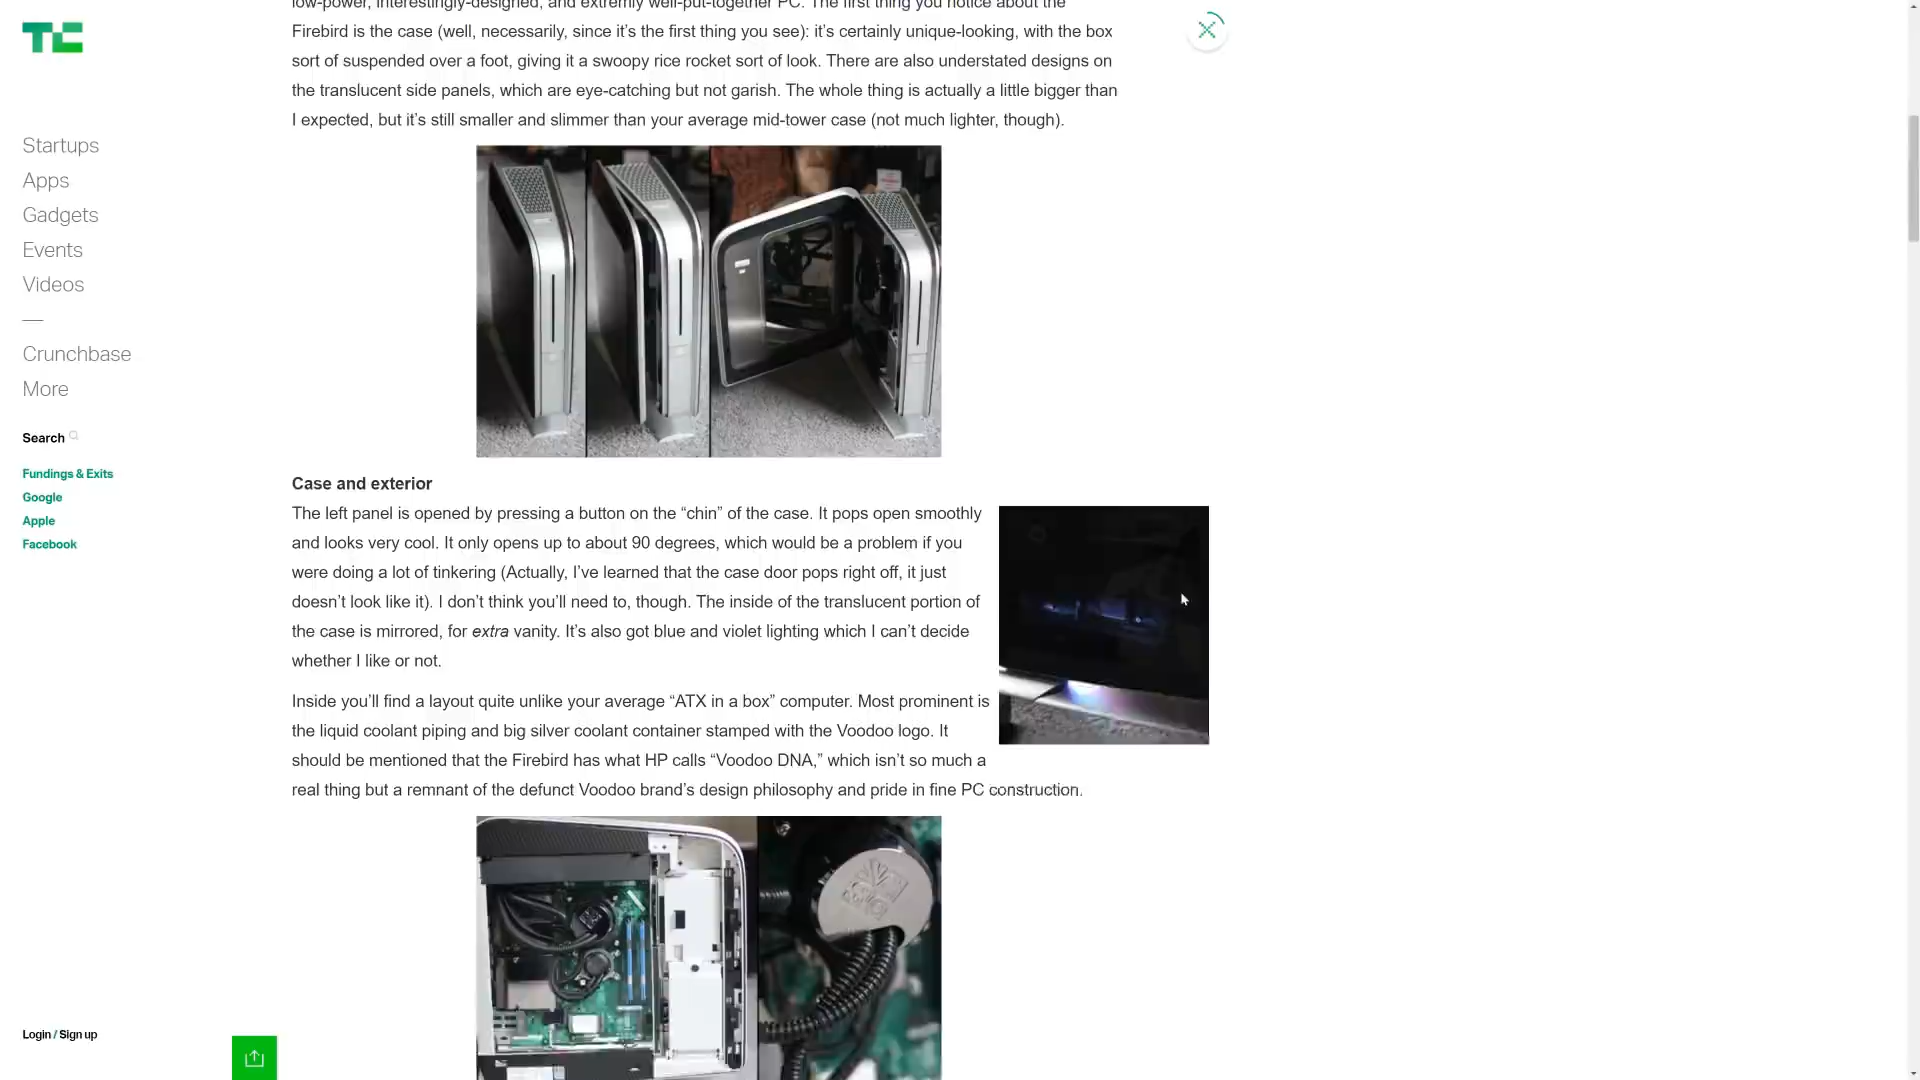 low-power, interestingly-designed, and extremly well-put-together PC. The first thing you notice about the
Firebird is the case (well, necessarily, since it’s the first thing you see): it’s certainly unique-looking, with the box
sort of suspended over a foot, giving it a swoopy rice rocket sort of look. There are also understated designs on
the translucent side panels, which are eye-catching but not garish. The whole thing is actually a little bigger than
I expected, but it’s still smaller and slimmer than your average mid-tower case (not much lighter, though).
TC
Startups
Apps
Gadgets
Events
Videos
—
Crunchbase
More
Search
Fundings & Exits
Google
Apple
Facebook
Case and exterior
The left panel is opened by pressing a button on the “chin” of the case. It pops open smoothly
and looks very cool. It only opens up to about 90 degrees, which would be a problem if you
were doing a lot of tinkering (Actually, I’ve learned that the case door pops right off, it just
doesn’t look like it). I don’t think you’ll need to, though. The inside of the translucent portion of
the case is mirrored, for extra vanity. It’s also got blue and violet lighting which I can’t decide
whether I like or not.
Inside you’ll find a layout quite unlike your average “ATX in a box” computer. Most prominent is
the liquid coolant piping and big silver coolant container stamped with the Voodoo logo. It
should be mentioned that the Firebird has what HP calls “Voodoo DNA,” which isn’t so much a
real thing but a remnant of the defunct Voodoo brand’s design philosophy and pride in fine PC construction.
Login / Sign up